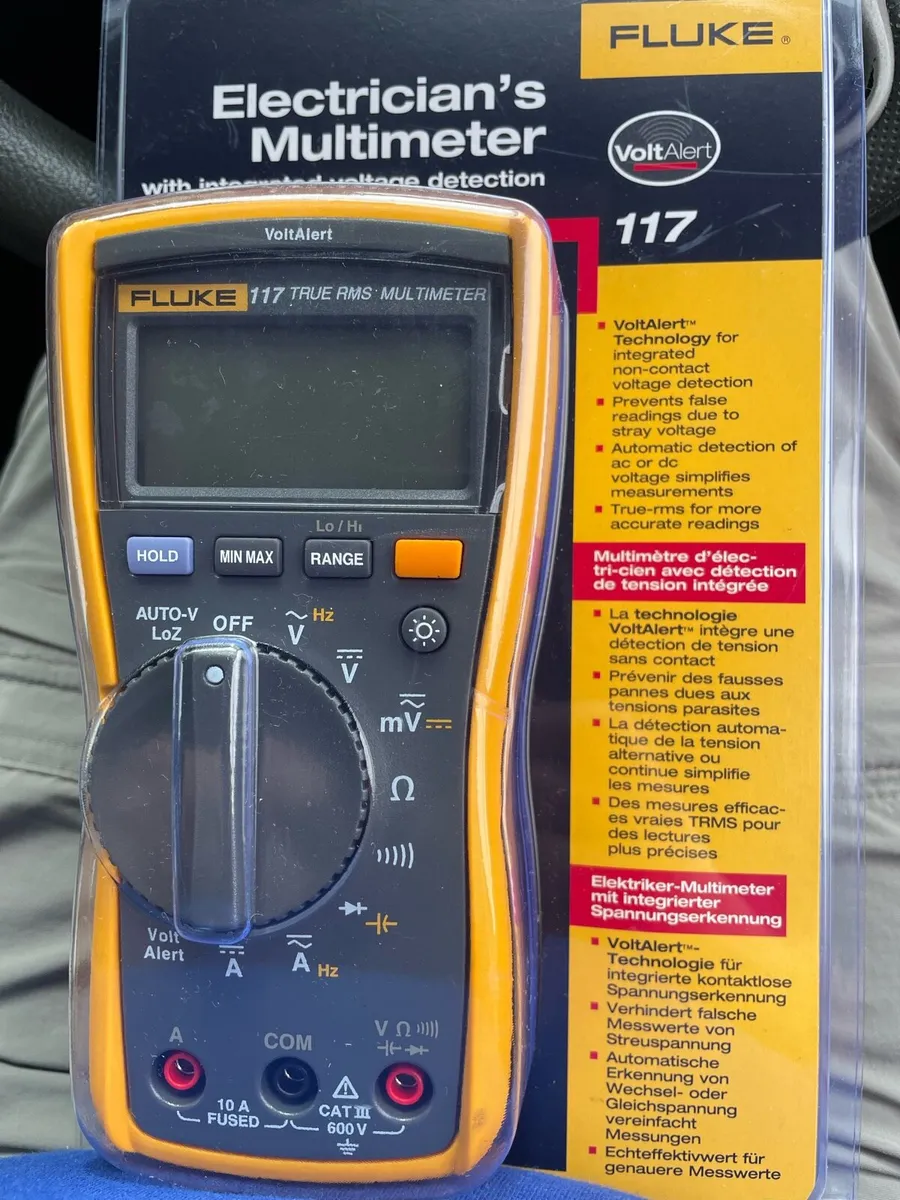 FLUKE®
Electrician's
Multimeter
with integrated voltage detection
VoltAlert
117
VoltAlert
FLUKE 117 TRUE RMS MULTIMETER
Lo / Hi
HOLD
MIN MAX
RANGE
AUTO-V
LoZ
OFF
V Hz
V
mV
Ω
Volt
Alert
A
A Hz
A
COM
V Ω
10 A
FUSED
CAT III
600 V
VoltAlert™
Technology for
integrated
non-contact
voltage detection
Prevents false
readings due to
stray voltage
Automatic detection of
ac or dc
voltage simplifies
measurements
True-rms for more
accurate readings
Multimètre d'élec-
tri-cien avec détection
de tension intégrée
La technologie
VoltAlert™ intègre une
détection de tension
sans contact
Prévenir des fausses
pannes dues aux
tensions parasites
La détection automa-
tique de la tension
alternative ou
continue simplifie
les mesures
Des mesures efficac-
es vraies TRMS pour
des lectures
plus précises
Elektriker-Multimeter
mit integrierter
Spannungserkennung
VoltAlert™-
Technologie für
integrierte kontaktlose
Spannungserkennung
Verhindert falsche
Messwerte von
Streuspannung
Automatische
Erkennung von
Wechsel- oder
Gleichspannung
vereinfacht
Messungen
Echteffektivwert für
genauere Messwerte